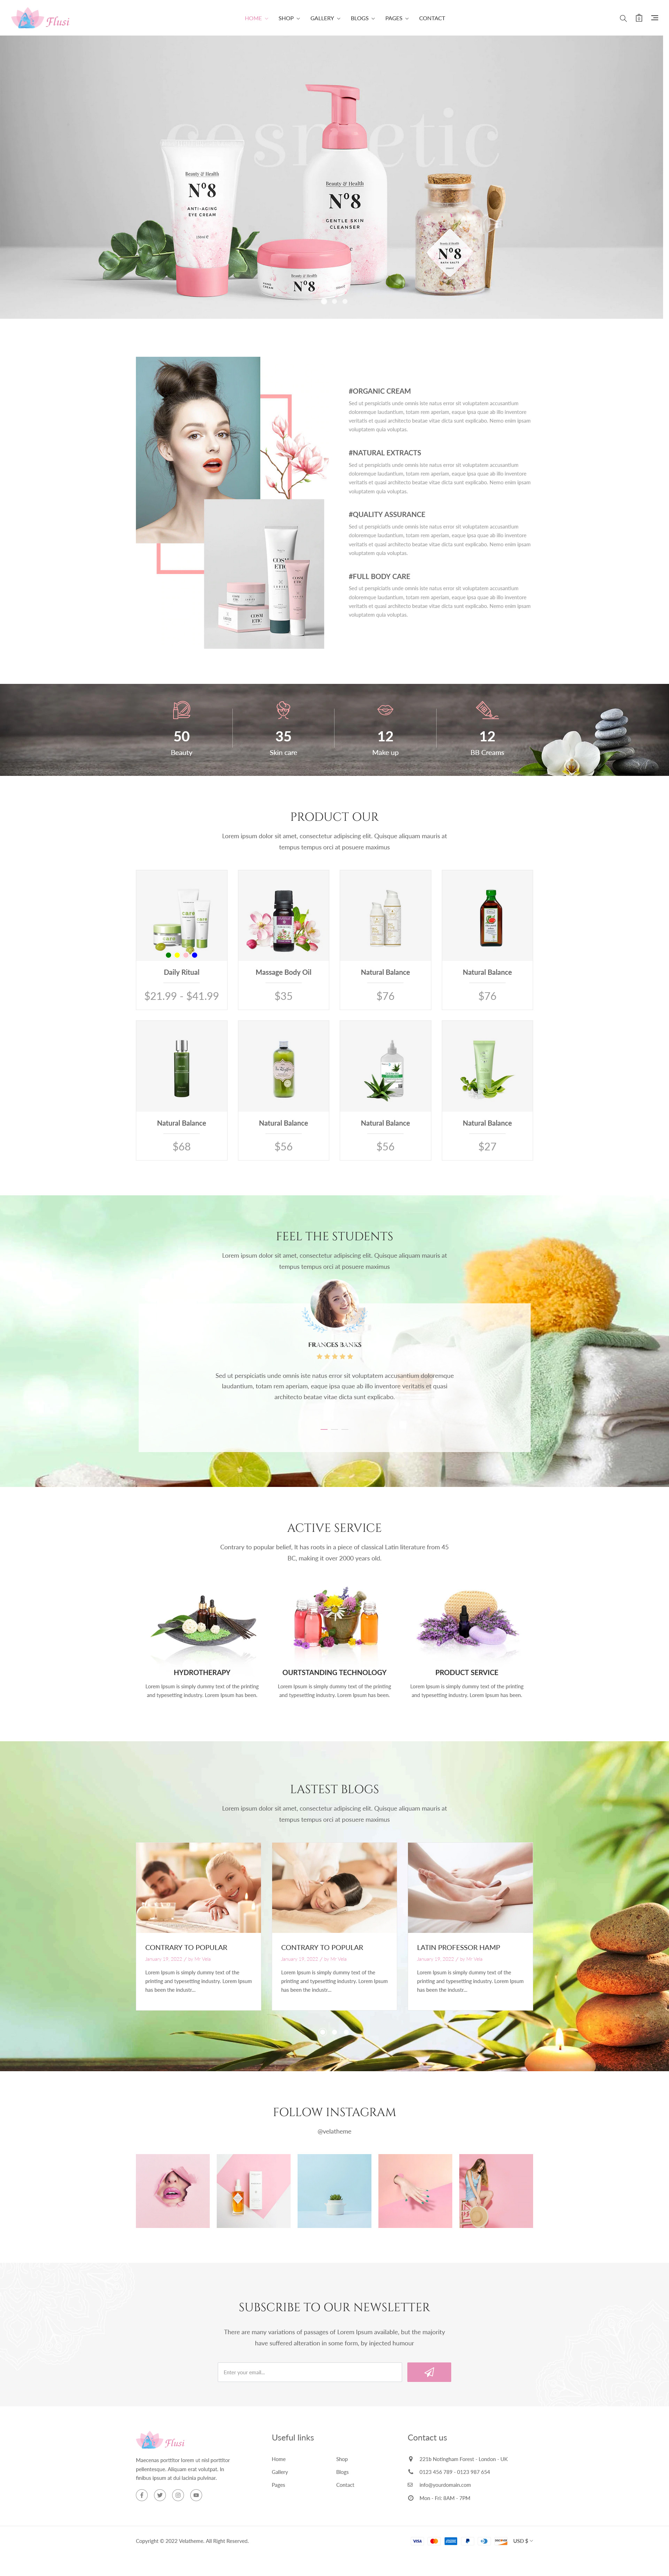 Flusi
HOME
SHOP
GALLERY
BLOGS
PAGES
CONTACT
cosmetic
Beauty & Health
Nº8
ANTI-AGING
EYE CREAM
Beauty & Health
Nº8
GENTLE SKIN
CLEANSER
Beauty & Health
Nº8
Beauty & Health
Nº8
#ORGANIC CREAM
Sed ut perspiciatis unde omnis iste natus error sit voluptatem accusantium
doloremque laudantium, totam rem aperiam, eaque ipsa quae ab illo inventore
veritatis et quasi architecto beatae vitae dicta sunt explicabo. Nemo enim ipsam
voluptatem quia voluptas.
#NATURAL EXTRACTS
Sed ut perspiciatis unde omnis iste natus error sit voluptatem accusantium
doloremque laudantium, totam rem aperiam, eaque ipsa quae ab illo inventore
veritatis et quasi architecto beatae vitae dicta sunt explicabo. Nemo enim ipsam
voluptatem quia voluptas.
#QUALITY ASSURANCE
Sed ut perspiciatis unde omnis iste natus error sit voluptatem accusantium
doloremque laudantium, totam rem aperiam, eaque ipsa quae ab illo inventore
veritatis et quasi architecto beatae vitae dicta sunt explicabo. Nemo enim ipsam
voluptatem quia voluptas.
#FULL BODY CARE
Sed ut perspiciatis unde omnis iste natus error sit voluptatem accusantium
doloremque laudantium, totam rem aperiam, eaque ipsa quae ab illo inventore
veritatis et quasi architecto beatae vitae dicta sunt explicabo. Nemo enim ipsam
voluptatem quia voluptas.
50
Beauty
35
Skin care
12
Make up
12
BB Creams
PRODUCT OUR
Lorem ipsum dolor sit amet, consectetur adipiscing elit. Quisque aliquam mauris at
tempus tempus orci at posuere maximus
Daily Ritual
$21.99 - $41.99
Massage Body Oil
$35
Natural Balance
$76
Natural Balance
$76
Natural Balance
$68
Natural Balance
$56
Natural Balance
$56
Natural Balance
$27
FEEL THE STUDENTS
Lorem ipsum dolor sit amet, consectetur adipiscing elit. Quisque aliquam mauris at
tempus tempus orci at posuere maximus
FRANCES BANKS
Sed ut perspiciatis unde omnis iste natus error sit voluptatem accusantium doloremque
laudantium, totam rem aperiam, eaque ipsa quae ab illo inventore veritatis et quasi
architecto beatae vitae dicta sunt explicabo.
ACTIVE SERVICE
Contrary to popular belief, It has roots in a piece of classical Latin literature from 45
BC, making it over 2000 years old.
HYDROTHERAPY
Lorem Ipsum is simply dummy text of the printing
and typesetting industry. Lorem Ipsum has been.
OURTSTANDING TECHNOLOGY
Lorem Ipsum is simply dummy text of the printing
and typesetting industry. Lorem Ipsum has been.
PRODUCT SERVICE
Lorem Ipsum is simply dummy text of the printing
and typesetting industry. Lorem Ipsum has been.
LASTEST BLOGS
Lorem ipsum dolor sit amet, consectetur adipiscing elit. Quisque aliquam mauris at
tempus tempus orci at posuere maximus
CONTRARY TO POPULAR
January 19, 2022 / by Mr Vela
Lorem Ipsum is simply dummy text of the
printing and typesetting industry. Lorem Ipsum
has been the industr...
CONTRARY TO POPULAR
January 19, 2022 / by Mr Vela
Lorem Ipsum is simply dummy text of the
printing and typesetting industry. Lorem Ipsum
has been the industr...
LATIN PROFESSOR HAMP
January 19, 2022 / by Mr Vela
Lorem Ipsum is simply dummy text of the
printing and typesetting industry. Lorem Ipsum
has been the industr...
FOLLOW INSTAGRAM
@velatheme
SUBSCRIBE TO OUR NEWSLETTER
There are many variations of passages of Lorem Ipsum available, but the majority
have suffered alteration in some form, by injected humour
Enter your email...
Flusi
Maecenas porttitor lorem ut nisl porttitor
pellentesque. Aliquam erat volutpat. In
finibus ipsum at dui lacinia pulvinar.
Useful links
Home
Shop
Gallery
Blogs
Pages
Contact
Contact us
221b Nottingham Forest - London - UK
0123 456 789 - 0123 987 654
info@yourdomain.com
Mon - Fri: 8AM - 7PM
Copyright © 2022 Velatheme. All Right Reserved.
VISA
USD $